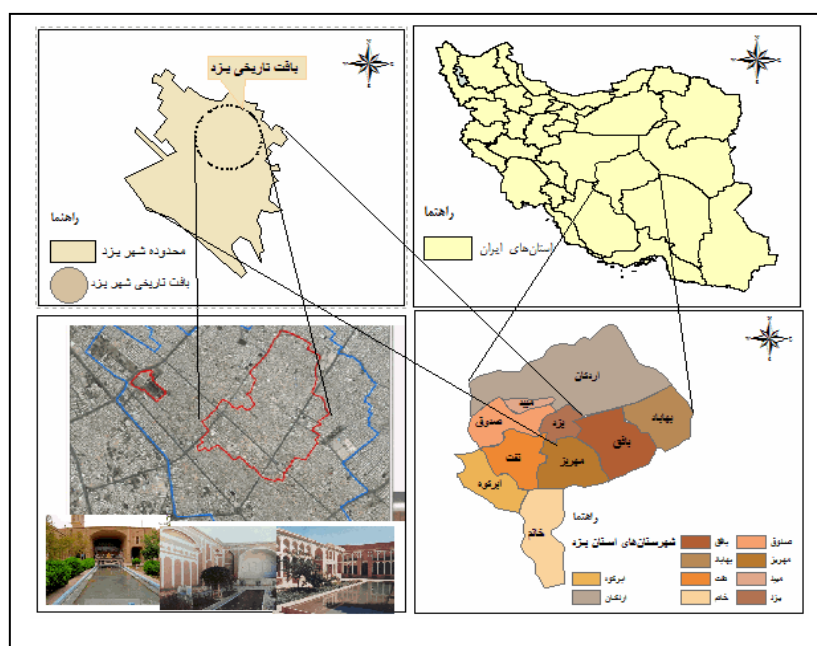 بافت تاریخی یزد
راهنما
محدوده شهر یزد
بافت تاریخی شهر یزد
راهنما
استان‌های ایران
اردکان
میبد
صدوق
یزد
بهاباد
بافق
تفت
مهریز
ابرکوه
خاتم
راهنما
شهرستان‌های استان یزد
ابرکوه
اردکان
بافق
بهاباد
تفت
خاتم
صدوق
مهریز
میبد
یزد